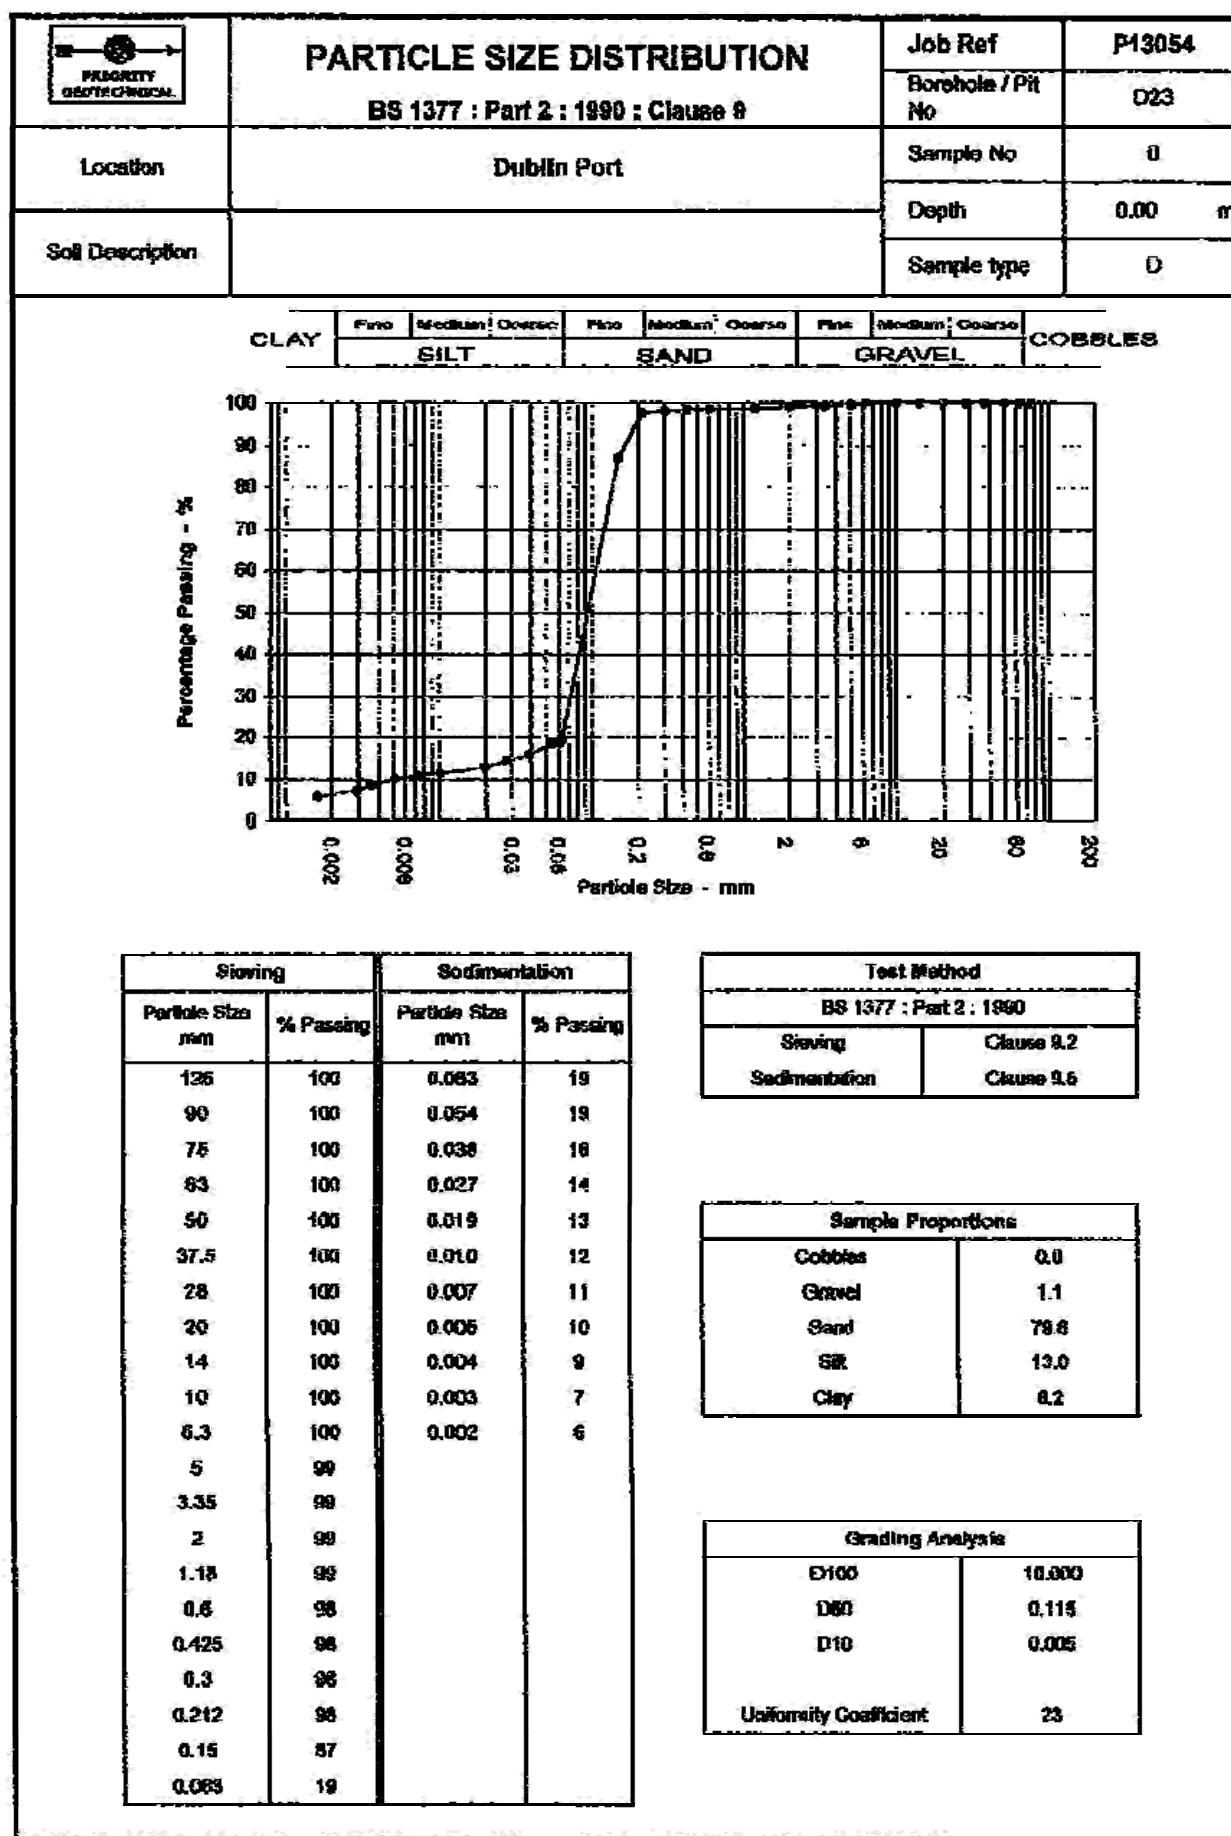 PRIORITY
GEOTECHNICAL
PARTICLE SIZE DISTRIBUTION
BS 1377 : Part 2 : 1990 : Clause 9
Job Ref P13054
Borehole / Pit No D23
Location Dublin Port
Sample No 0
Depth 0.00 m
Soil Description
Sample type D
CLAY Fine Medium Coarse Fine Medium Coarse Fine Medium Coarse COBBLES
SILT SAND GRAVEL
100
90
80
70
60
50
40
30
20
10
0
Percentage Passing - %
0.002 0.006 0.03 0.06 0.2 0.6 2 6 20 60 200
Particle Size - mm
Sieving Sedimentation
Particle Size mm % Passing Particle Size mm % Passing
125 100 0.063 19
90 100 0.054 19
75 100 0.038 16
63 100 0.027 14
50 100 0.019 13
37.5 100 0.010 12
28 100 0.007 11
20 100 0.005 10
14 100 0.004 9
10 100 0.003 7
6.3 100 0.002 6
5 99
3.35 99
2 99
1.18 99
0.6 98
0.425 98
0.3 98
0.212 98
0.15 87
0.063 19
Test Method
BS 1377 : Part 2 : 1990
Sieving Clause 9.2
Sedimentation Clause 9.5
Sample Proportions
Cobbles 0.0
Gravel 1.1
Sand
Silt 13.0
Clay 6.2
Grading Analysis
D100 10.000
D60 0.115
D10 0.005
Uniformity Coefficient 23